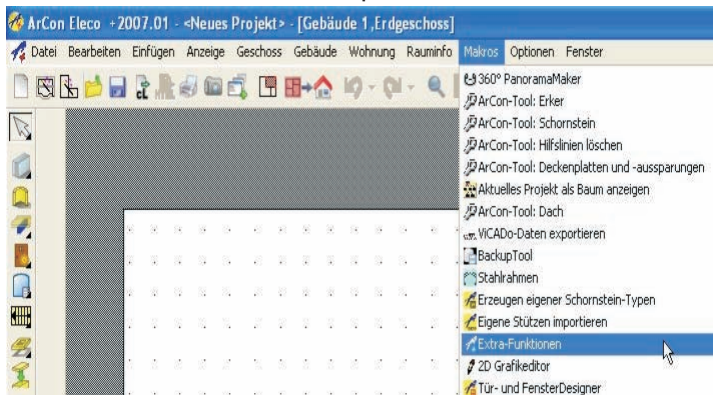 ArCon Eleco +2007.01 - <Neues Projekt> - [Gebäude 1,Erdgeschoss]
Datei Bearbeiten Einfügen Anzeige Geschoss Gebäude Wohnung Rauminfo Makros Optionen Fenster
360° PanoramaMaker
ArCon-Tool: Erker
ArCon-Tool: Schornstein
ArCon-Tool: Hilfslinien löschen
ArCon-Tool: Deckenplatten und -aussparungen
Aktuelles Projekt als Baum anzeigen
ArCon-Tool: Dach
ViCADo-Daten exportieren
BackupTool
Stahlrahmen
Erzeugen eigener Schornstein-Typen
Eigene Stützen importieren
Extra-Funktionen
2D Grafikeditor
Tür- und FensterDesigner